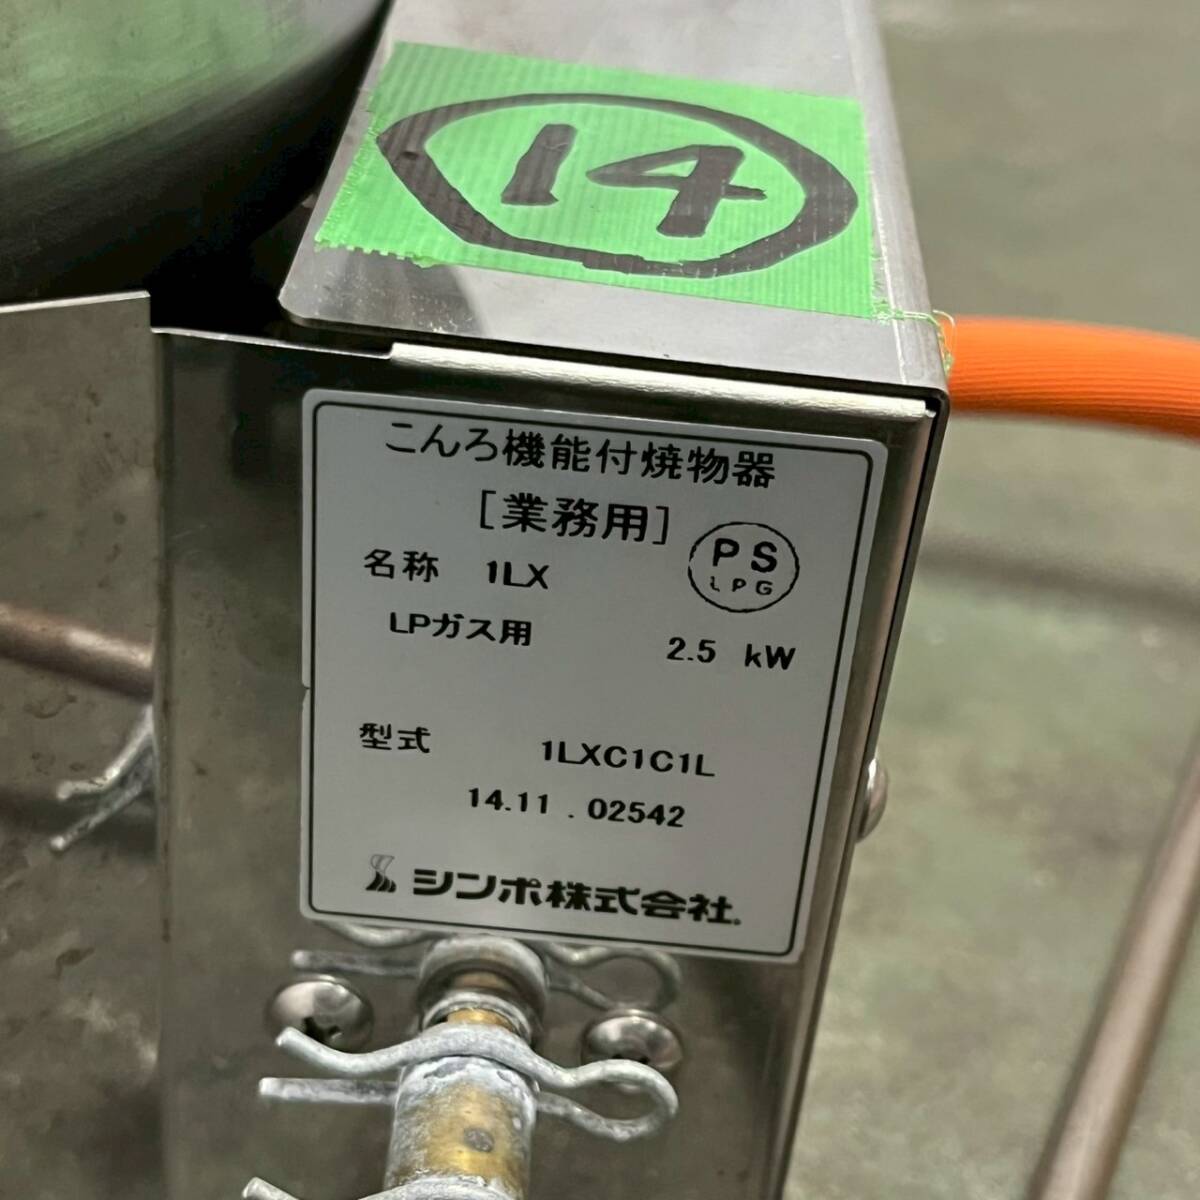 14
こんろ機能付焼物器
[業務用]
PS
LPG
名称 1LX
LPガス用 2.5 kW
型式 1LXC1C1L
14.11 . 02542
シンポ株式会社.